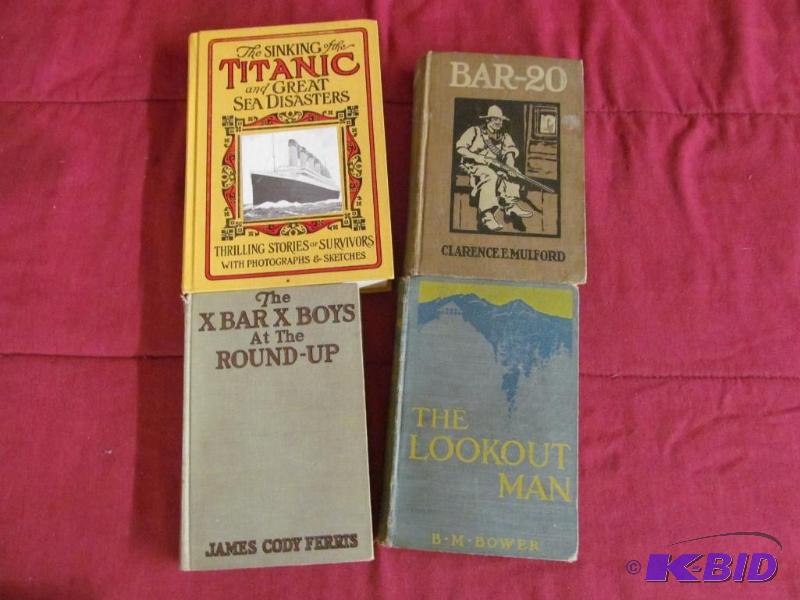 The SINKING of the
TITANIC
and GREAT
SEA DISASTERS
THRILLING STORIES OF SURVIVORS
WITH PHOTOGRAPHS & SKETCHES
BAR-20
CLARENCE E. MULFORD
The
X BAR X BOYS
At The
ROUND-UP
JAMES CODY FERRIS
THE
LOOKOUT
MAN
B·M·BOWER
© K-BID